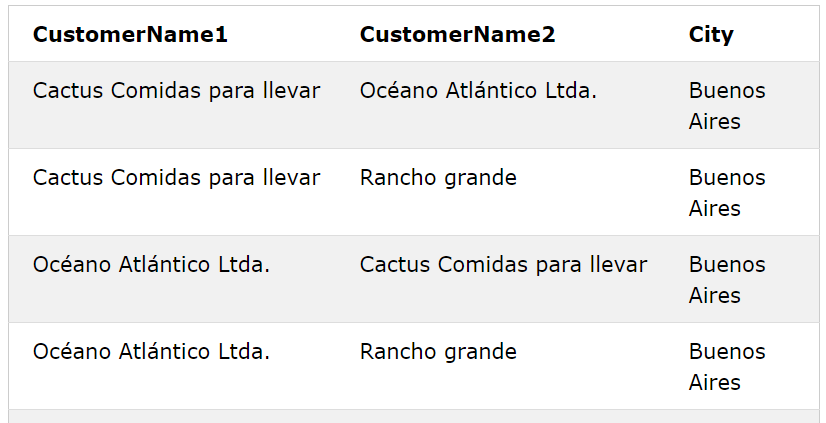 CustomerName1 CustomerName2 City
Cactus Comidas para llevar Océano Atlántico Ltda. Buenos
Aires
Cactus Comidas para llevar Rancho grande Buenos
Aires
Océano Atlántico Ltda. Cactus Comidas para llevar Buenos
Aires
Océano Atlántico Ltda. Rancho grande Buenos
Aires